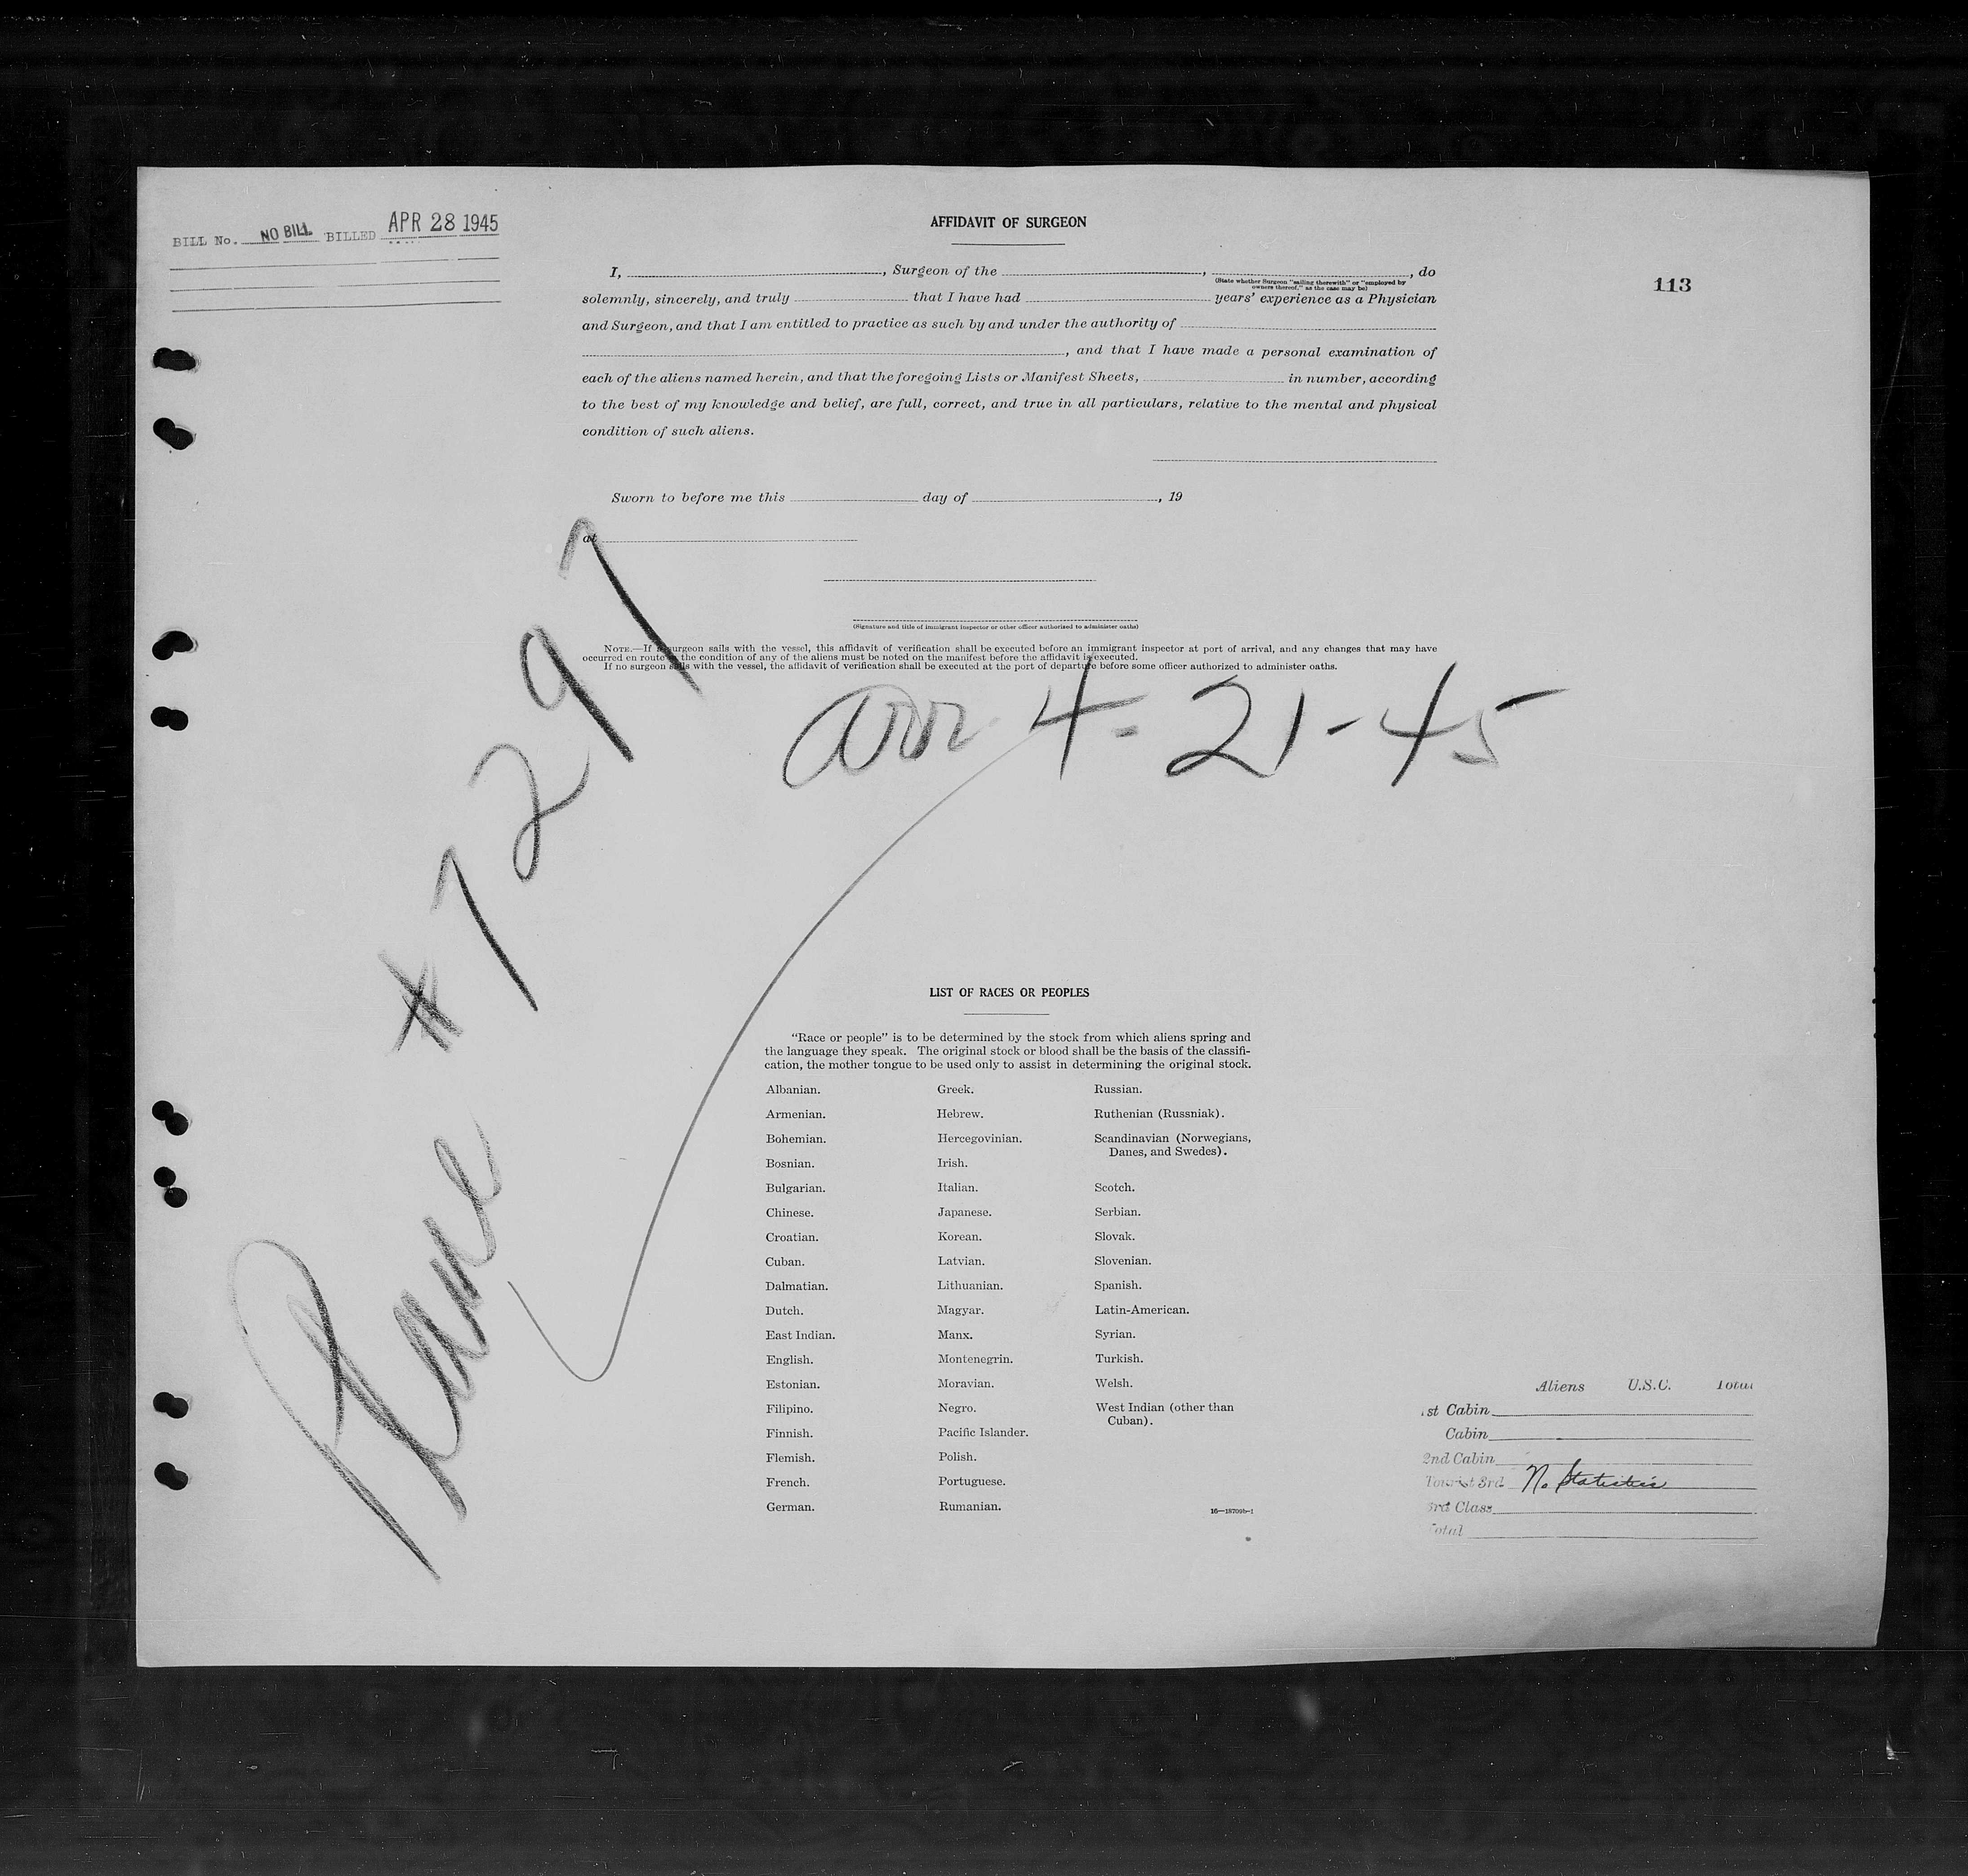 BILL No. NO BILL BILLED APR 28 1945
AFFIDAVIT OF SURGEON
113
I, , Surgeon of the , , do
(State whether Surgeon "sailing therewith" or "employed by
owners thereof," as the case may be)
solemnly, sincerely, and truly that I have had years' experience as a Physician
and Surgeon, and that I am entitled to practice as such by and under the authority of
, and that I have made a personal examination of
each of the aliens named herein, and that the foregoing Lists or Manifest Sheets, in number, according
to the best of my knowledge and belief, are full, correct, and true in all particulars, relative to the mental and physical
condition of such aliens.
Sworn to before me this day of , 19
at
(Signature and title of immigrant inspector or other officer authorized to administer oaths)
NOTE.—If a surgeon sails with the vessel, this affidavit of verification shall be executed before an immigrant inspector at port of arrival, and any changes that may have
occurred en route in the condition of any of the aliens must be noted on the manifest before the affidavit is executed.
If no surgeon sails with the vessel, the affidavit of verification shall be executed at the port of departure before some officer authorized to administer oaths.
arr 4-21-45
Plane #7297
LIST OF RACES OR PEOPLES
"Race or people" is to be determined by the stock from which aliens spring and
the language they speak. The original stock or blood shall be the basis of the classifi-
cation, the mother tongue to be used only to assist in determining the original stock.
Albanian.
Armenian.
Bohemian.
Bosnian.
Bulgarian.
Chinese.
Croatian.
Cuban.
Dalmatian.
Dutch.
East Indian.
English.
Estonian.
Filipino.
Finnish.
Flemish.
French.
German.
Greek.
Hebrew.
Hercegovinian.
Irish.
Italian.
Japanese.
Korean.
Latvian.
Lithuanian.
Magyar.
Manx.
Montenegrin.
Moravian.
Negro.
Pacific Islander.
Polish.
Portuguese.
Rumanian.
Russian.
Ruthenian (Russniak).
Scandinavian (Norwegians,
Danes, and Swedes).
Scotch.
Serbian.
Slovak.
Slovenian.
Spanish.
Latin-American.
Syrian.
Turkish.
Welsh.
West Indian (other than
Cuban).
16—18709b-1
Aliens U.S.C. Total
1st Cabin
Cabin
2nd Cabin
Tourist 3rd No Statistics
3rd Class
Total